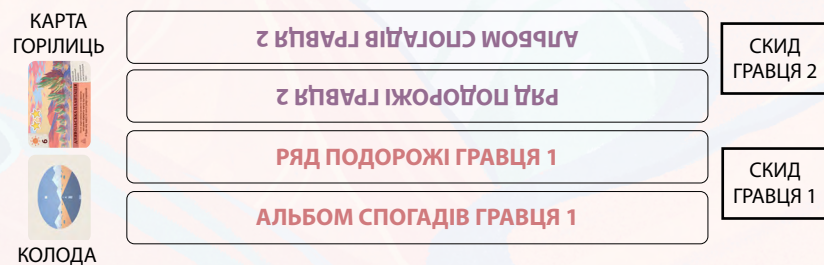 КАРТА
ГОРІЛИЦЬ
АЛЬБОМ СПОГАДІВ ГРАВЦЯ 2
СКИД
ГРАВЦЯ 2
РЯД ПОДОРОЖІ ГРАВЦЯ 2
6
РЯД ПОДОРОЖІ ГРАВЦЯ 1
СКИД
ГРАВЦЯ 1
АЛЬБОМ СПОГАДІВ ГРАВЦЯ 1
КОЛОДА